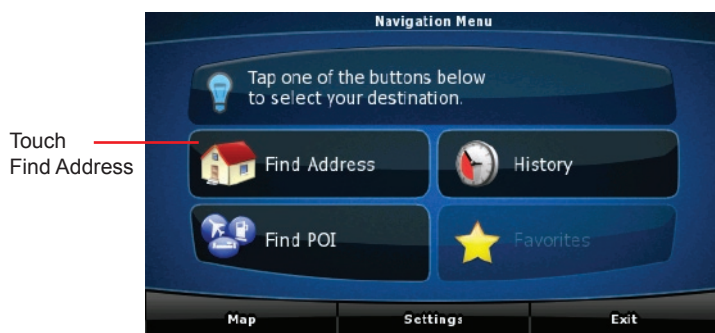 Navigation Menu
Tap one of the buttons below
to select your destination.
Touch
Find Address
Find Address
History
Find POI
Favorites
Map
Settings
Exit